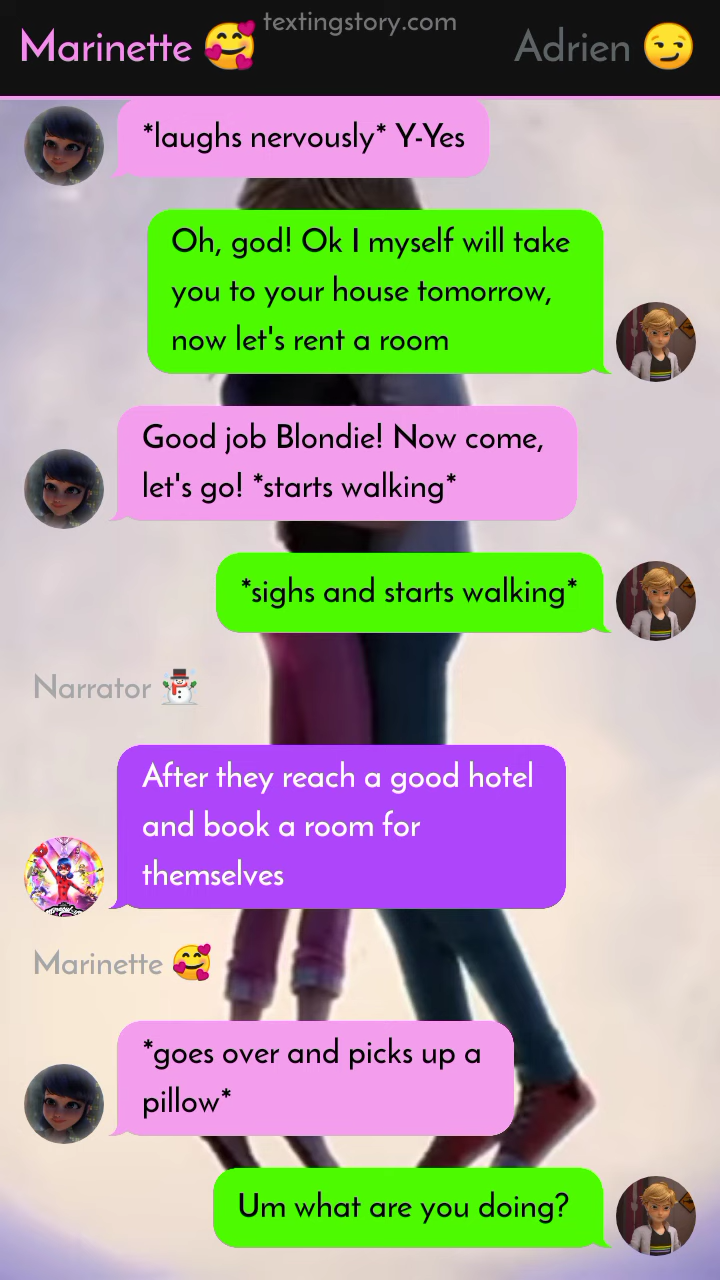 textingstory.com
Marinette 🥰
Adrien 😏
*laughs nervously* Y-Yes
Oh, god! Ok I myself will take
you to your house tomorrow,
now let's rent a room
Good job Blondie! Now come,
let's go! *starts walking*
*sighs and starts walking*
Narrator ☃️
After they reach a good hotel
and book a room for
themselves
Marinette 🥰
*goes over and picks up a
pillow*
Um what are you doing?